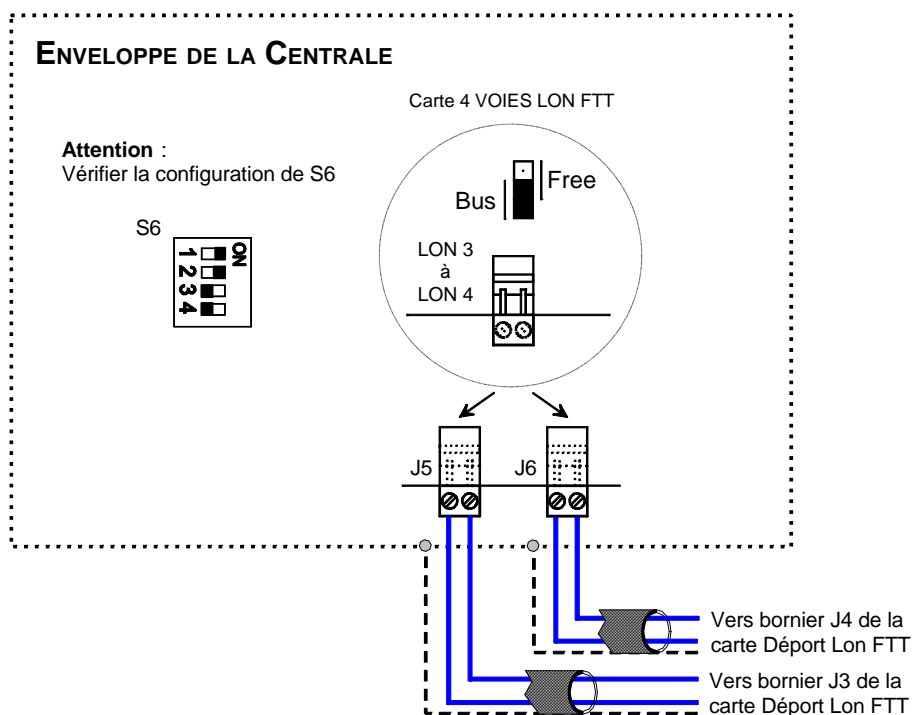 ENVELOPPE DE LA CENTRALE
Carte 4 VOIES LON FTT
Attention :
Vérifier la configuration de S6
Free
Bus
S6
ON
1
2
3
4
LON 3
à
LON 4
J5
J6
Vers bornier J4 de la
carte Déport Lon FTT
Vers bornier J3 de la
carte Déport Lon FTT